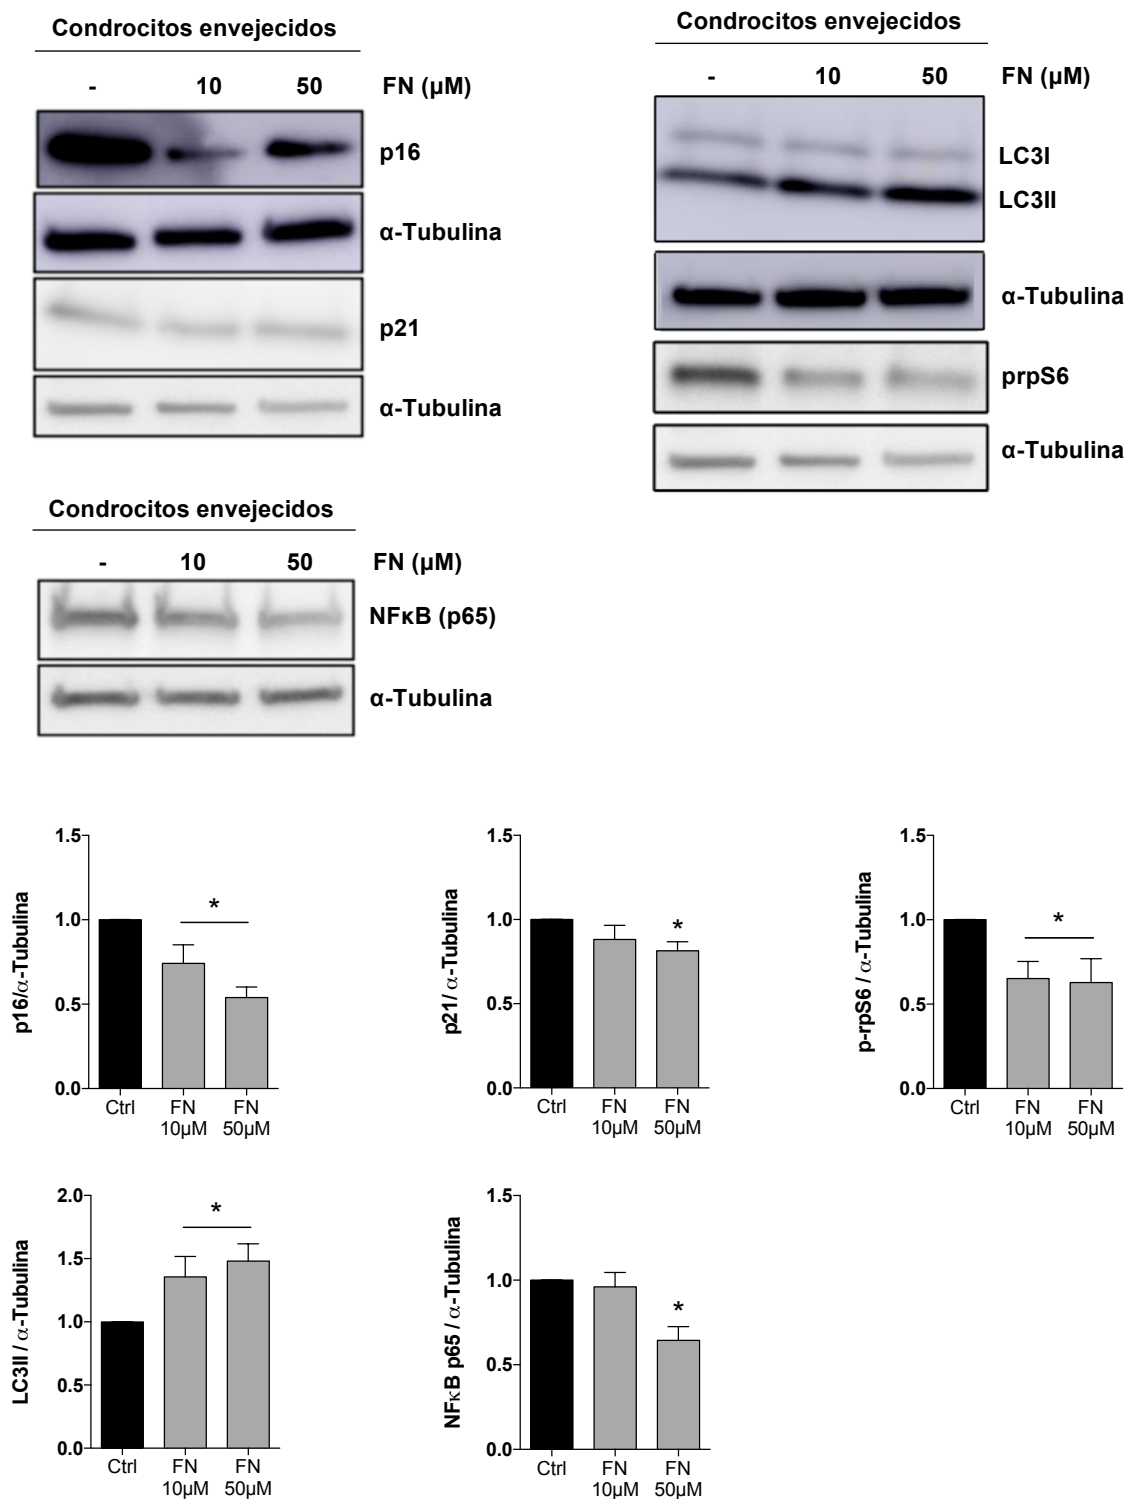 Condrocitos envejecidos
- 10 50 FN (µM)
p16
α-Tubulina
p21
α-Tubulina
Condrocitos envejecidos
- 10 50 FN (µM)
LC3I
LC3II
α-Tubulina
prpS6
α-Tubulina
Condrocitos envejecidos
- 10 50 FN (µM)
NFκB (p65)
α-Tubulina
p16/α-Tubulina
1.5
1.0
0.5
0.0
*
Ctrl FN FN
10µM 50µM
p21/ α-Tubulina
1.5
1.0
0.5
0.0
*
Ctrl FN FN
10µM 50µM
p-rpS6 / α-Tubulina
1.5
1.0
0.5
0.0
*
Ctrl FN FN
10µM 50µM
LC3II / α-Tubulina
2.0
1.5
1.0
0.5
0.0
*
Ctrl FN FN
10µM 50µM
NFκB p65 / α-Tubulina
1.5
1.0
0.5
0.0
*
Ctrl FN FN
10µM 50µM